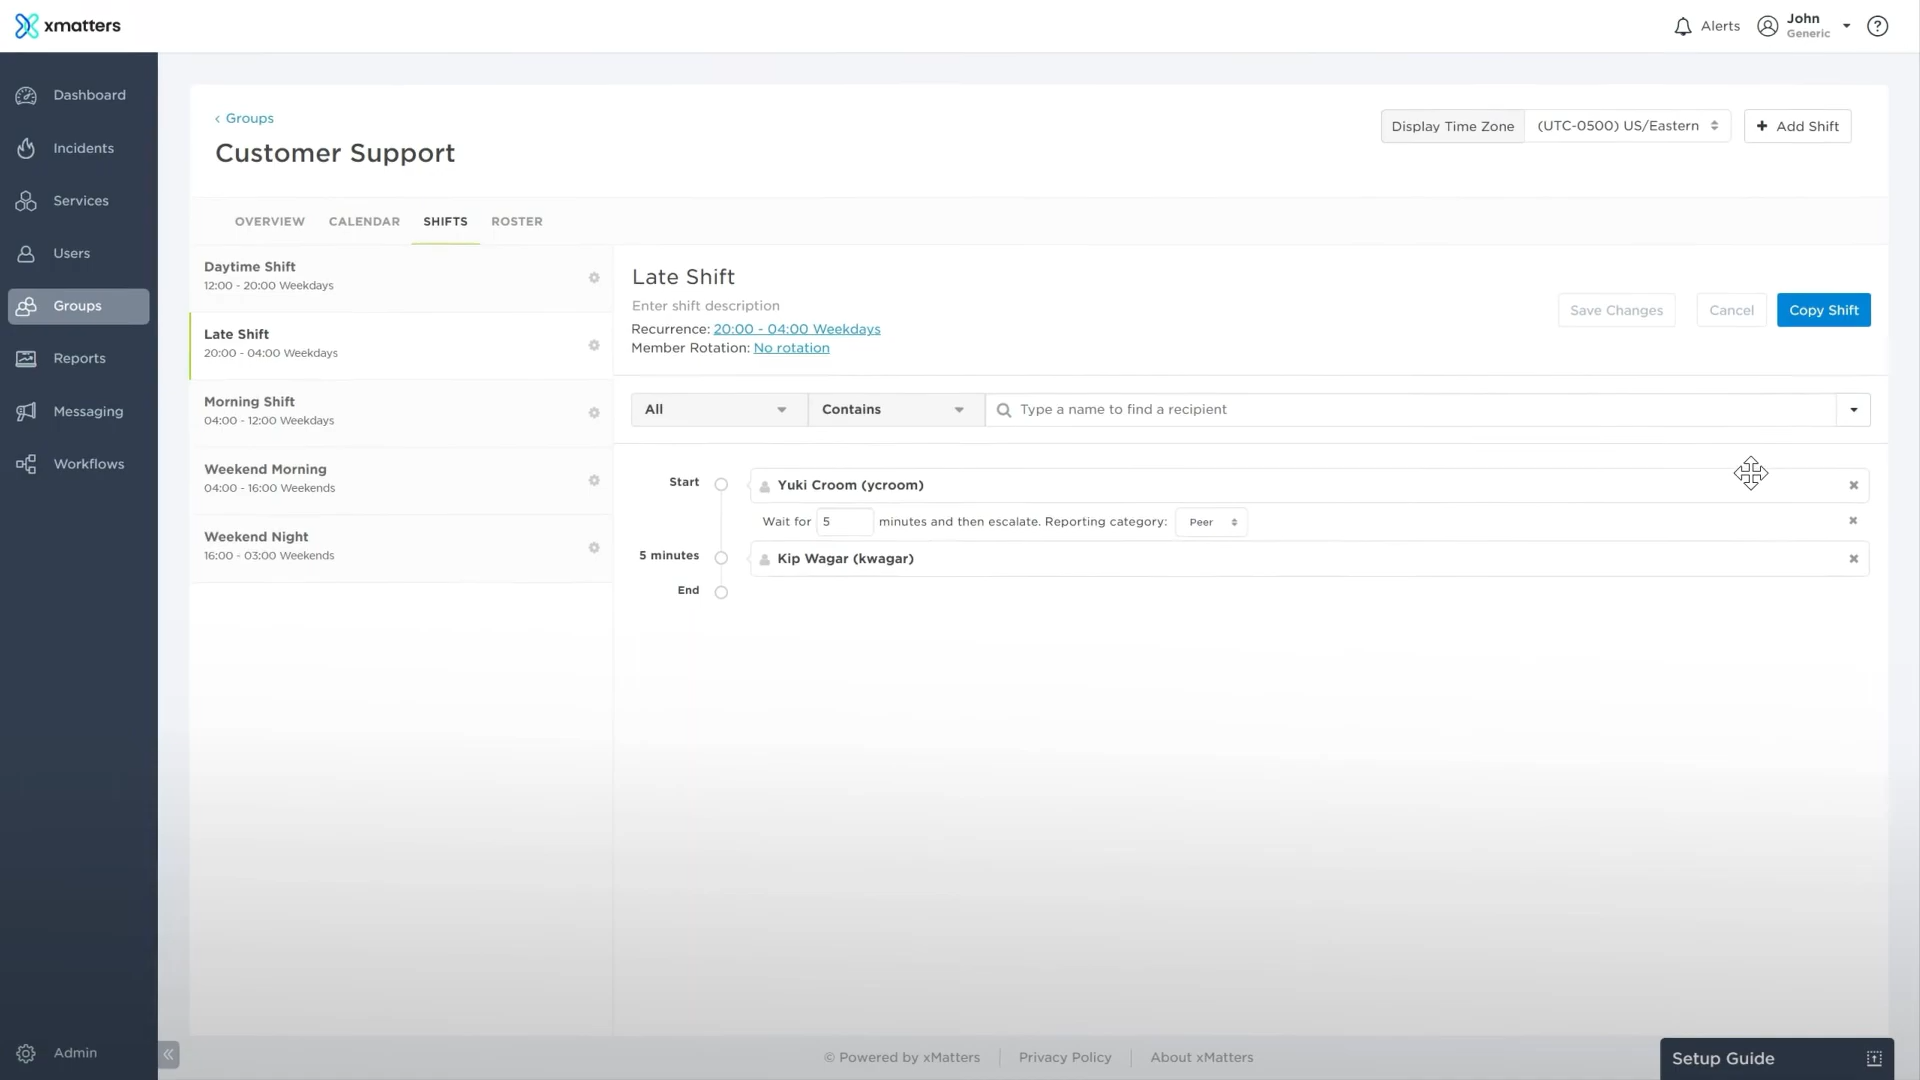 xmatters
Alerts
John
Generic
Dashboard
Incidents
Services
Users
Groups
Reports
Messaging
Workflows
Admin
‹ Groups
Customer Support
Display Time Zone (UTC-0500) US/Eastern
+ Add Shift
OVERVIEW CALENDAR SHIFTS ROSTER
Daytime Shift
12:00 - 20:00 Weekdays
Late Shift
20:00 - 04:00 Weekdays
Morning Shift
04:00 - 12:00 Weekdays
Weekend Morning
04:00 - 16:00 Weekends
Weekend Night
16:00 - 03:00 Weekends
Late Shift
Enter shift description
Recurrence: 20:00 - 04:00 Weekdays
Member Rotation: No rotation
Save Changes Cancel Copy Shift
All Contains Type a name to find a recipient
Start Yuki Croom (ycroom)
Wait for 5 minutes and then escalate. Reporting category: Peer
5 minutes Kip Wagar (kwagar)
End
© Powered by xMatters Privacy Policy About xMatters
Setup Guide